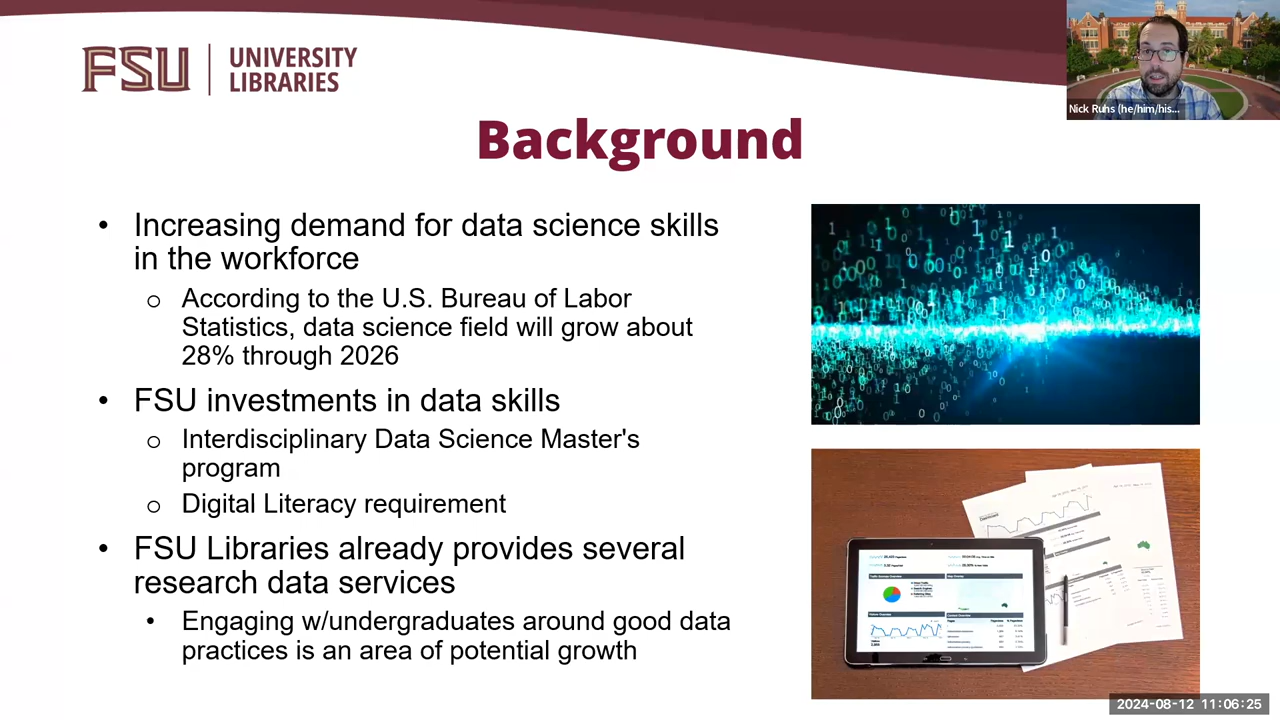 FSU
UNIVERSITY
LIBRARIES
Nick Ruhs (he/him/his...
Background
• Increasing demand for data science skills
in the workforce
o According to the U.S. Bureau of Labor
Statistics, data science field will grow about
28% through 2026
• FSU investments in data skills
o Interdisciplinary Data Science Master's
program
o Digital Literacy requirement
• FSU Libraries already provides several
research data services
• Engaging w/undergraduates around good data
practices is an area of potential growth
2024-08-12 11:06:25